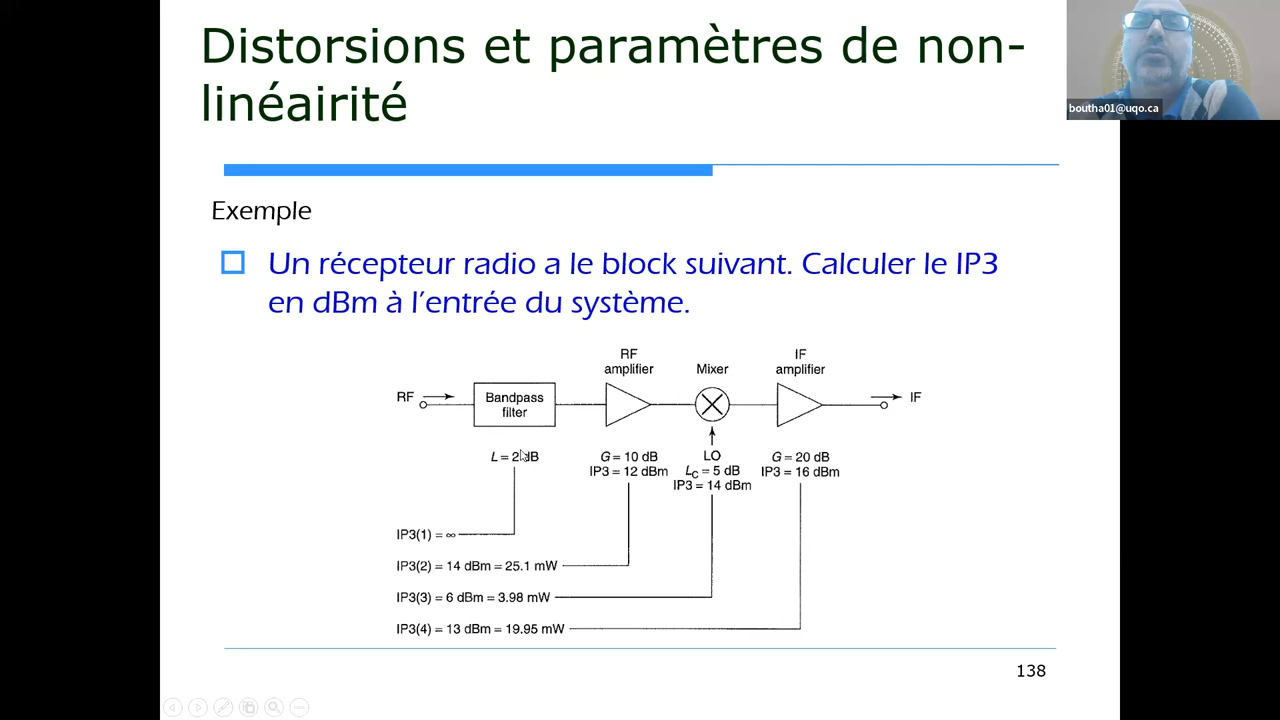 Distorsions et paramètres de non-
linéairité
boutha01@uqo.ca
Exemple
Un récepteur radio a le block suivant. Calculer le IP3
en dBm à l’entrée du système.
RF
amplifier
Mixer
IF
amplifier
RF
Bandpass
filter
IF
L = 2 dB
G = 10 dB
IP3 = 12 dBm
LO
LC = 5 dB
IP3 = 14 dBm
G = 20 dB
IP3 = 16 dBm
IP3(1) = ∞
IP3(2) = 14 dBm = 25.1 mW
IP3(3) = 6 dBm = 3.98 mW
IP3(4) = 13 dBm = 19.95 mW
138